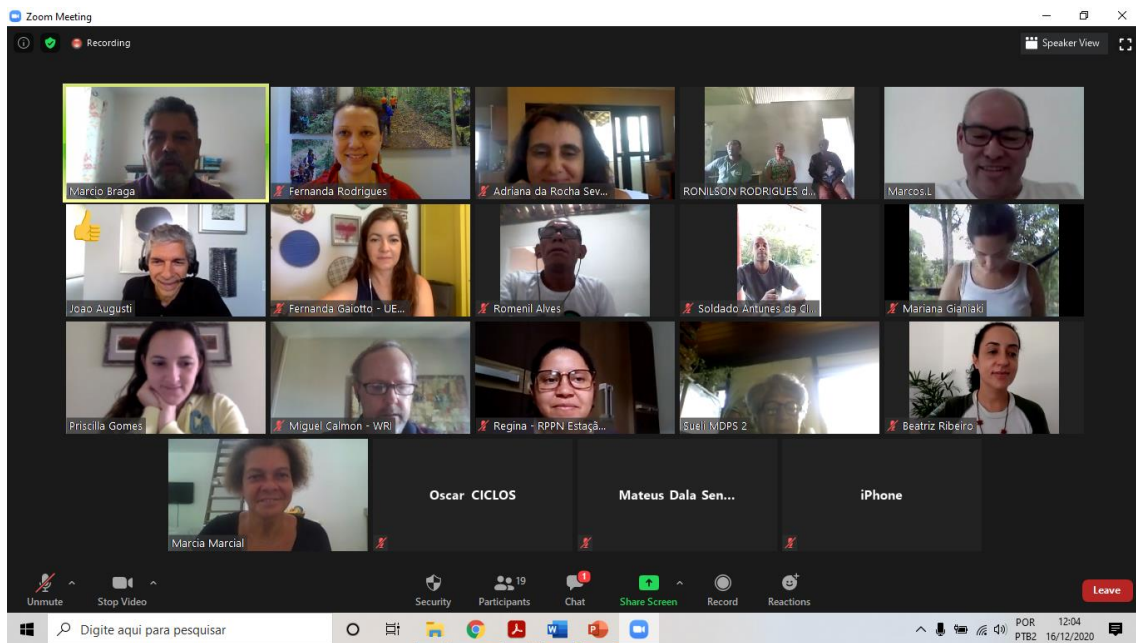 Zoom Meeting
Recording
Speaker View
Marcio Braga
Fernanda Rodrigues
Adriana da Rocha Sev...
RONILSON RODRIGUES d...
Marcos.L
Joao Augusti
Fernanda Gaiotto - UE...
Romenil Alves
Soldado Antunes da Cl...
Mariana Gianiaki
Priscilla Gomes
Miguel Calmon - WRI
Regina - RPPN Estaçã...
Sueli MDPS 2
Beatriz Ribeiro
Marcia Marcial
Oscar CICLOS
Mateus Dala Sen...
iPhone
Unmute
Stop Video
Security
Participants
19
Chat
1
Share Screen
Record
Reactions
Leave
Digite aqui para pesquisar
POR
PTB2
12:04
16/12/2020